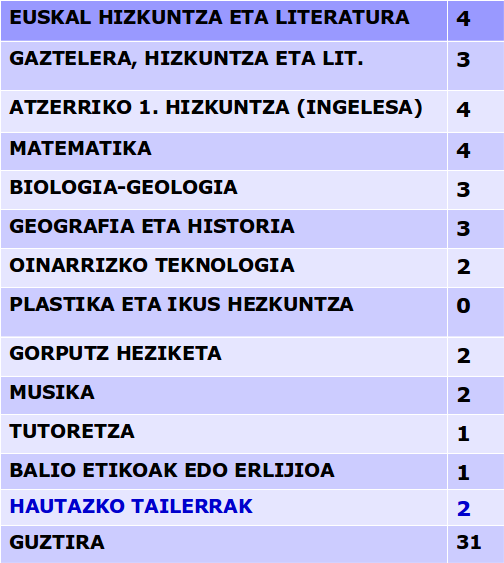 EUSKAL HIZKUNTZA ETA LITERATURA 4
GAZTELERA, HIZKUNTZA ETA LIT. 3
ATZERRIKO 1. HIZKUNTZA (INGELESA) 4
MATEMATIKA 4
BIOLOGIA-GEOLOGIA 3
GEOGRAFIA ETA HISTORIA 3
OINARRIZKO TEKNOLOGIA 2
PLASTIKA ETA IKUS HEZKUNTZA 0
GORPUTZ HEZIKETA 2
MUSIKA 2
TUTORETZA 1
BALIO ETIKOAK EDO ERLIJIOA 1
HAUTAZKO TAILERRAK 2
GUZTIRA 31